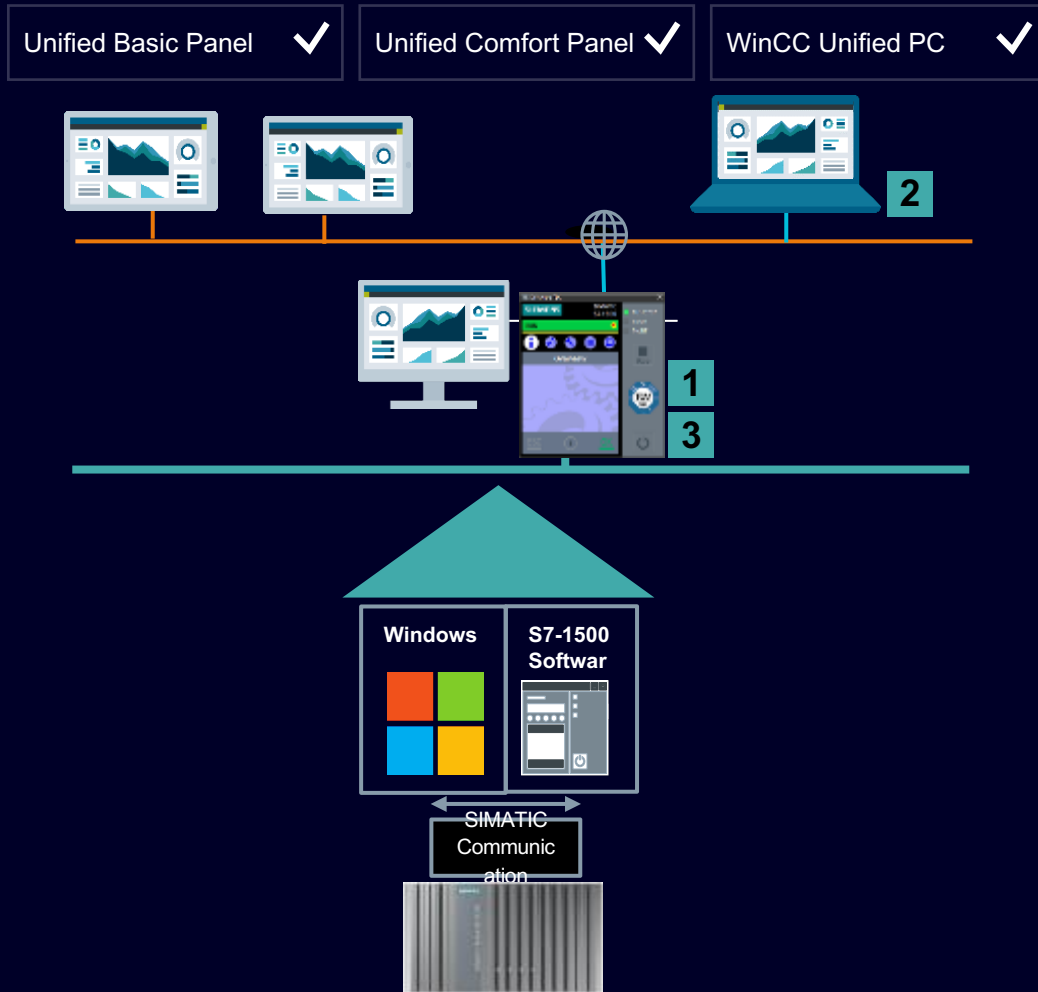 Unified Basic Panel
Unified Comfort Panel
WinCC Unified PC
2
SIEMENS
1
3
Windows
S7-1500
Softwar
SIMATIC
Communic
ation